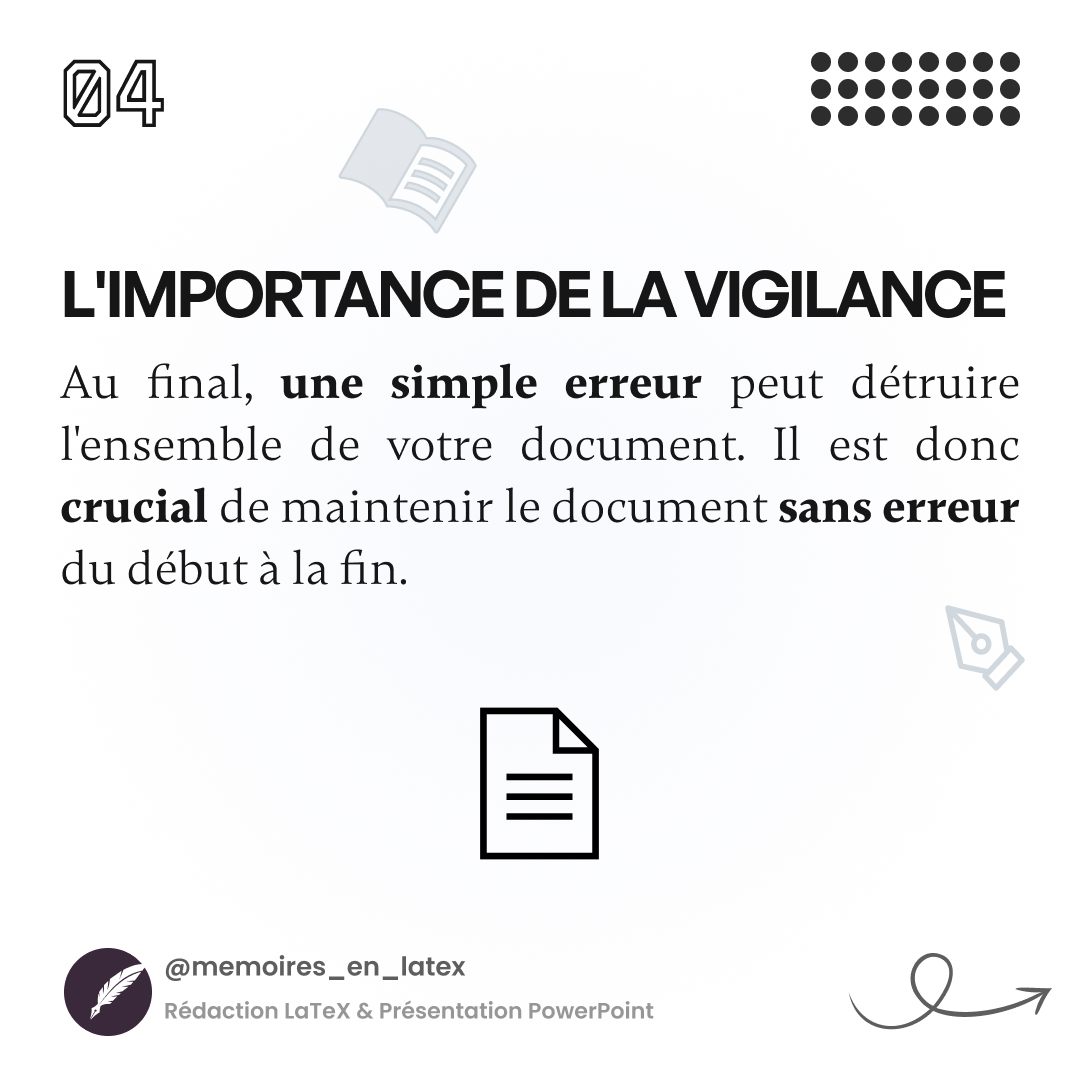 04
L'IMPORTANCE DE LA VIGILANCE
Au final, une simple erreur peut détruire
l'ensemble de votre document. Il est donc
crucial de maintenir le document sans erreur
du début à la fin.
@memoires_en_latex
Rédaction LaTeX & Présentation PowerPoint